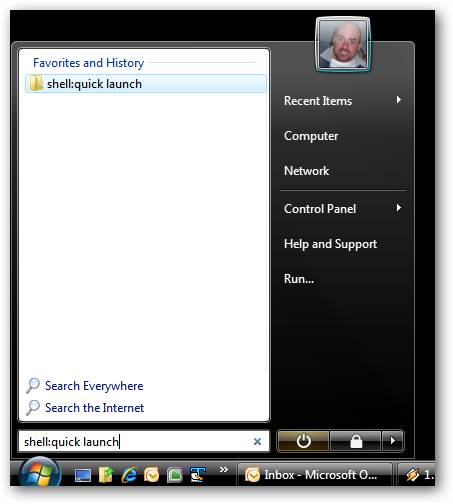 Favorites and History
shell:quick launch
Recent Items
Computer
Network
Control Panel
Help and Support
Run...
Search Everywhere
Search the Internet
shell:quick launch
Inbox - Microsoft O...
1.